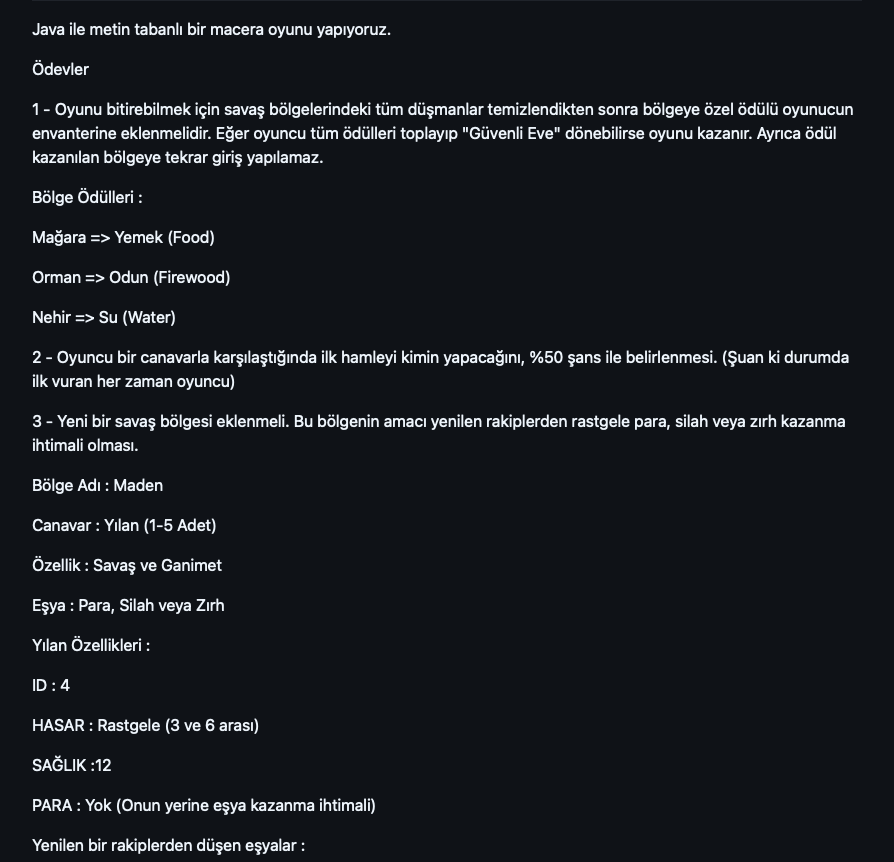 Java ile metin tabanlı bir macera oyunu yapıyoruz.
Ödevler
1 - Oyunu bitirebilmek için savaş bölgelerindeki tüm düşmanlar temizlendikten sonra bölgeye özel ödülü oyunucun
envanterine eklenmelidir. Eğer oyuncu tüm ödülleri toplayıp "Güvenli Eve" dönebilirse oyunu kazanır. Ayrıca ödül
kazanılan bölgeye tekrar giriş yapılamaz.
Bölge Ödülleri :
Mağara => Yemek (Food)
Orman => Odun (Firewood)
Nehir => Su (Water)
2 - Oyuncu bir canavarla karşılaştığında ilk hamleyi kimin yapacağını, %50 şans ile belirlenmesi. (Şuan ki durumda
ilk vuran her zaman oyuncu)
3 - Yeni bir savaş bölgesi eklenmeli. Bu bölgenin amacı yenilen rakiplerden rastgele para, silah veya zırh kazanma
ihtimali olması.
Bölge Adı : Maden
Canavar : Yılan (1-5 Adet)
Özellik : Savaş ve Ganimet
Eşya : Para, Silah veya Zırh
Yılan Özellikleri :
ID : 4
HASAR : Rastgele (3 ve 6 arası)
SAĞLIK :12
PARA : Yok (Onun yerine eşya kazanma ihtimali)
Yenilen bir rakiplerden düşen eşyalar :